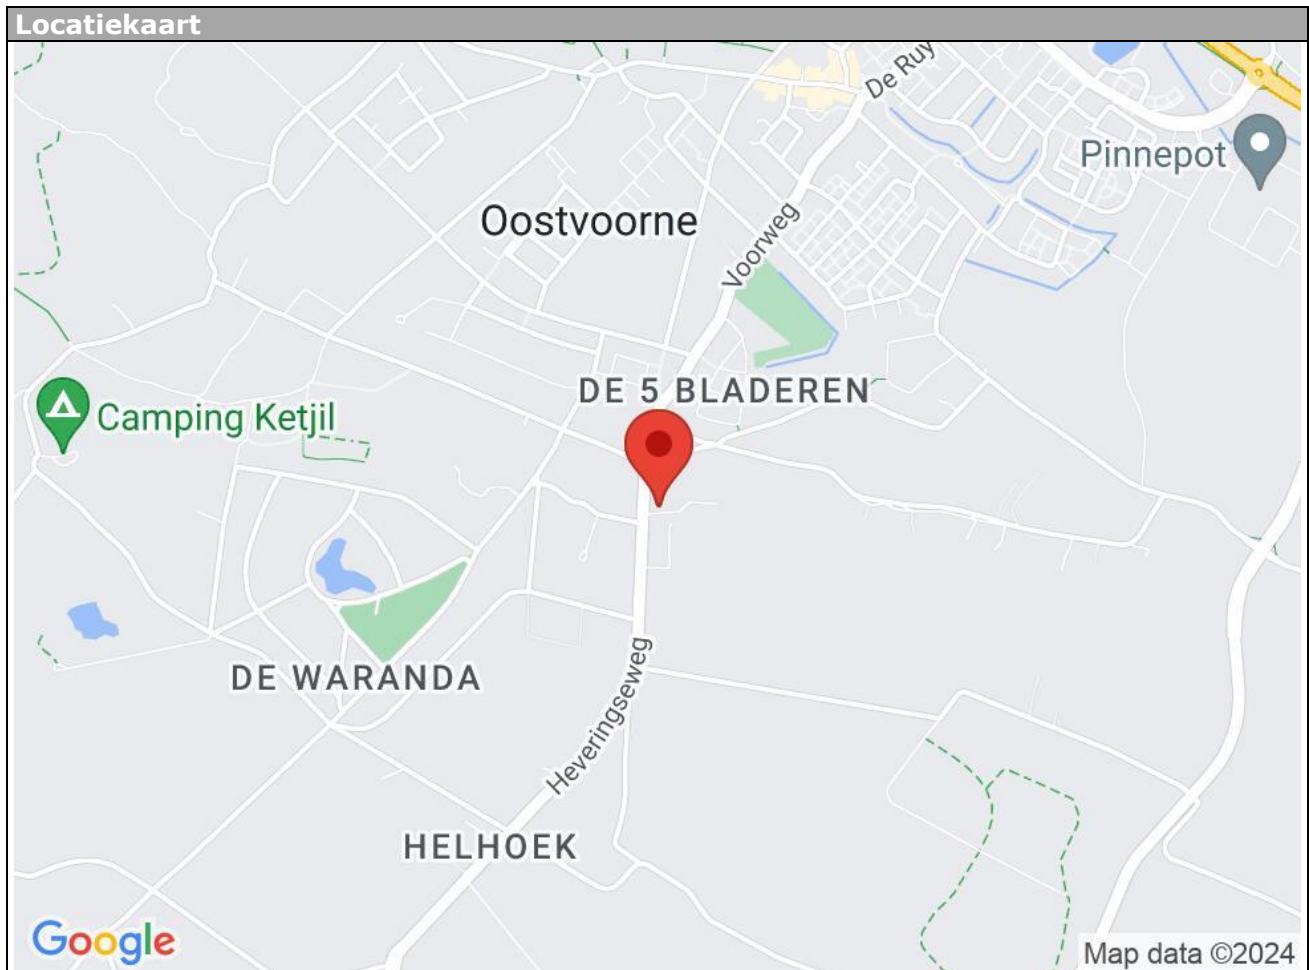 Locatiekaart
De Ruy
Pinnepot
Oostvoorne
Voorweg
DE 5 BLADEREN
Camping Ketjil
DE WARANDA
Heveringseweg
HELHOEK
Google
Map data ©2024